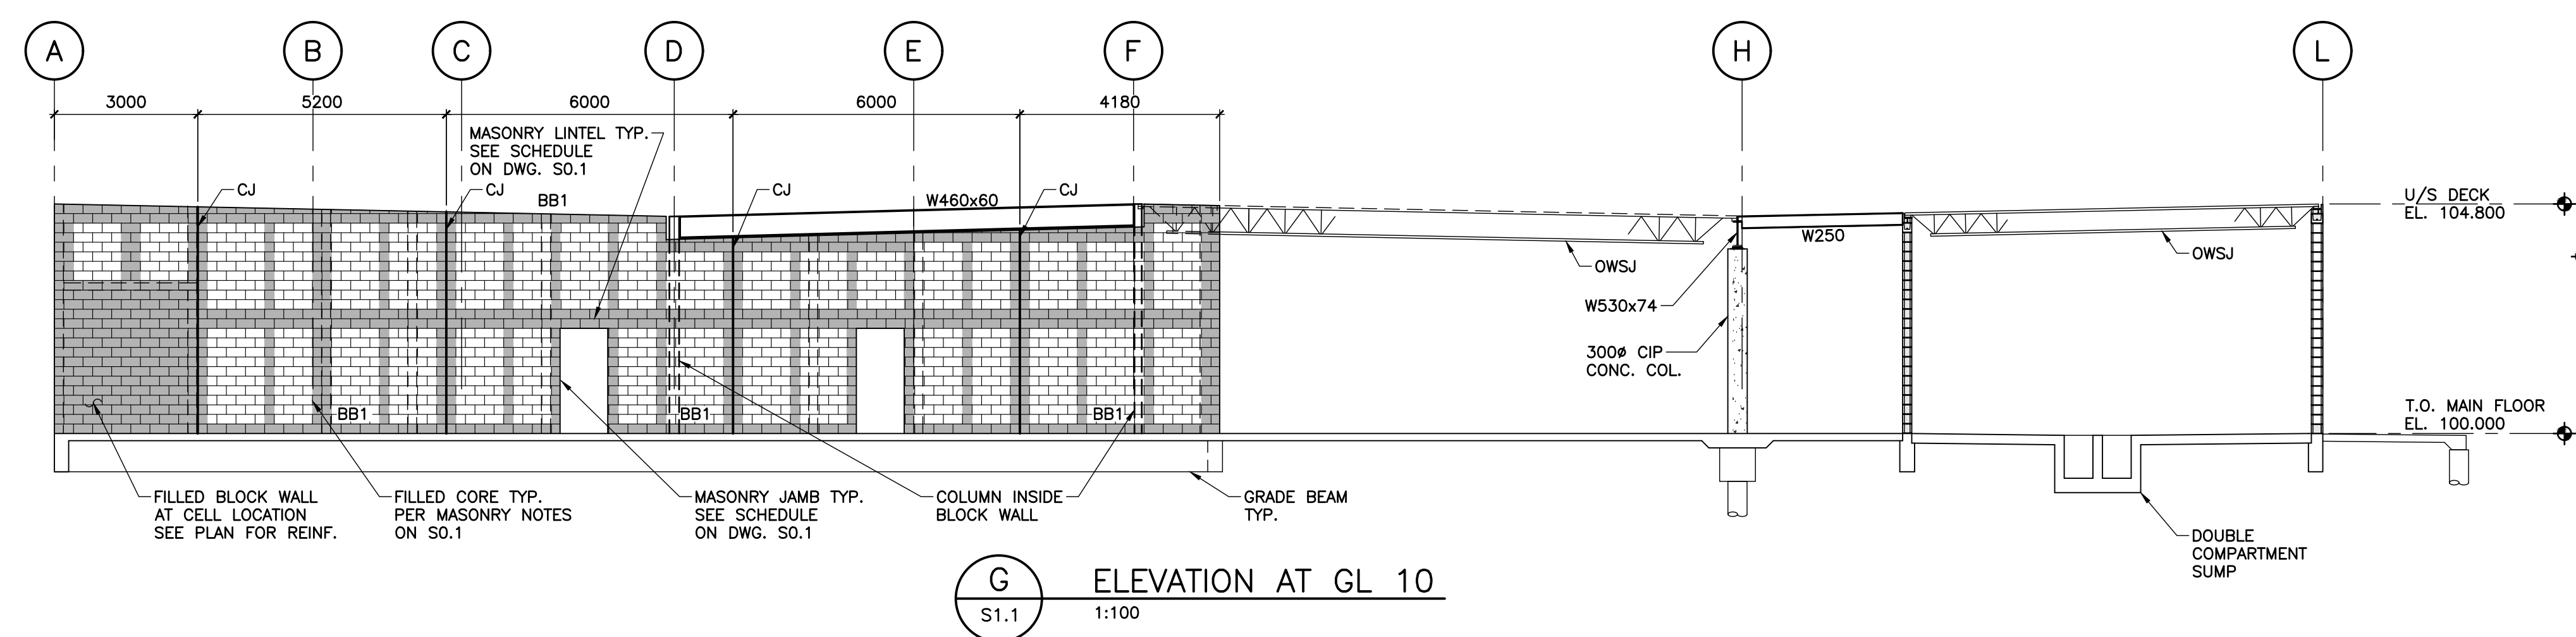 A B C D E F H L
3000 5200 6000 6000 4180
MASONRY LINTEL TYP.
SEE SCHEDULE
ON DWG. S0.1
CJ CJ CJ CJ
BB1
W460x60
U/S DECK
EL. 104.800
W250
OWSJ
OWSJ
W530x74
300ø CIP
CONC. COL.
BB1 BB1 BB1
T.O. MAIN FLOOR
EL. 100.000
FILLED BLOCK WALL
AT CELL LOCATION
SEE PLAN FOR REINF.
FILLED CORE TYP.
PER MASONRY NOTES
ON S0.1
MASONRY JAMB TYP.
SEE SCHEDULE
ON DWG. S0.1
COLUMN INSIDE
BLOCK WALL
GRADE BEAM
TYP.
DOUBLE
COMPARTMENT
SUMP
G
S1.1
ELEVATION AT GL 10
1:100